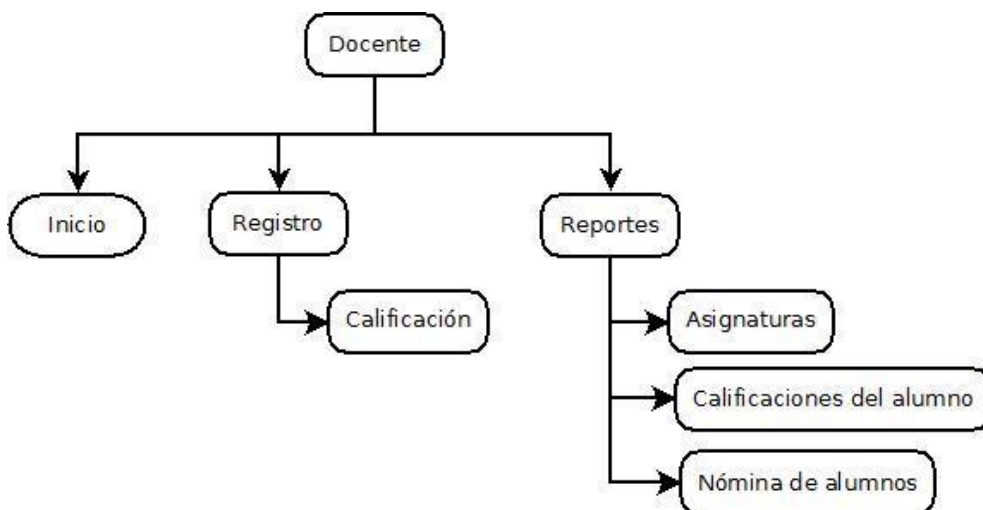 Docente
Inicio
Registro
Reportes
Calificación
Asignaturas
Calificaciones del alumno
Nómina de alumnos